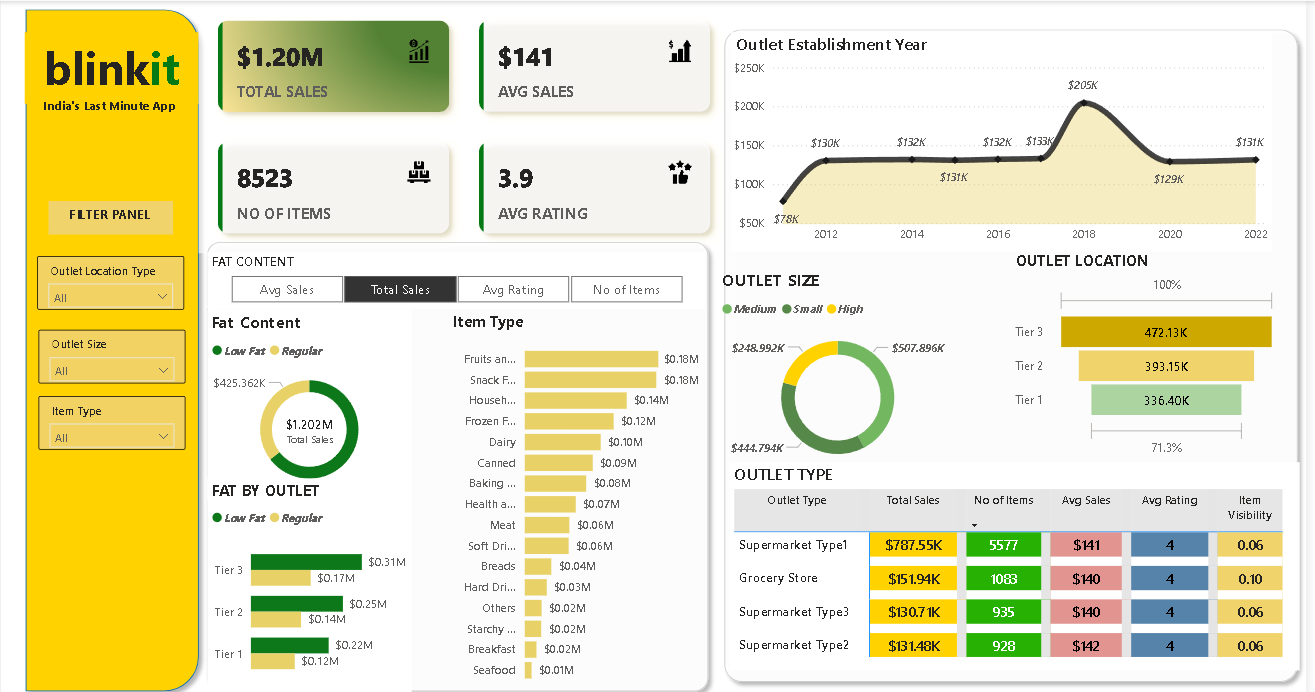 blinkit
India's Last Minute App
FILTER PANEL
Outlet Location Type
All
Outlet Size
All
Item Type
All
$1.20M
TOTAL SALES
$141
AVG SALES
8523
NO OF ITEMS
3.9
AVG RATING
FAT CONTENT
Avg Sales Total Sales Avg Rating No of Items
Fat Content
Low Fat Regular
$425.362K
$1.202M
Total Sales
FAT BY OUTLET
Low Fat Regular
Tier 3 $0.31M
$0.17M
Tier 2 $0.25M
$0.14M
Tier 1 $0.22M
$0.12M
Item Type
Fruits an... $0.18M
Snack F... $0.18M
Househ... $0.14M
Frozen F... $0.12M
Dairy $0.10M
Canned $0.09M
Baking ... $0.08M
Health a... $0.07M
Meat $0.06M
Soft Dri... $0.06M
Breads $0.04M
Hard Dri... $0.03M
Others $0.02M
Starchy ... $0.02M
Breakfast $0.02M
Seafood $0.01M
Outlet Establishment Year
$250K
$200K
$150K
$100K
$50K
$78K $130K $132K $131K $132K $133K $205K $129K $131K
2012 2014 2016 2018 2020 2022
OUTLET SIZE
Medium Small High
$248.992K $507.896K
$444.794K
OUTLET LOCATION
100%
Tier 3 472.13K
Tier 2 393.15K
Tier 1 336.40K
71.3%
OUTLET TYPE
Outlet Type Total Sales No of Items Avg Sales Avg Rating Item Visibility
Supermarket Type1 $787.55K 5577 $141 4 0.06
Grocery Store $151.94K 1083 $140 4 0.10
Supermarket Type3 $130.71K 935 $140 4 0.06
Supermarket Type2 $131.48K 928 $142 4 0.06